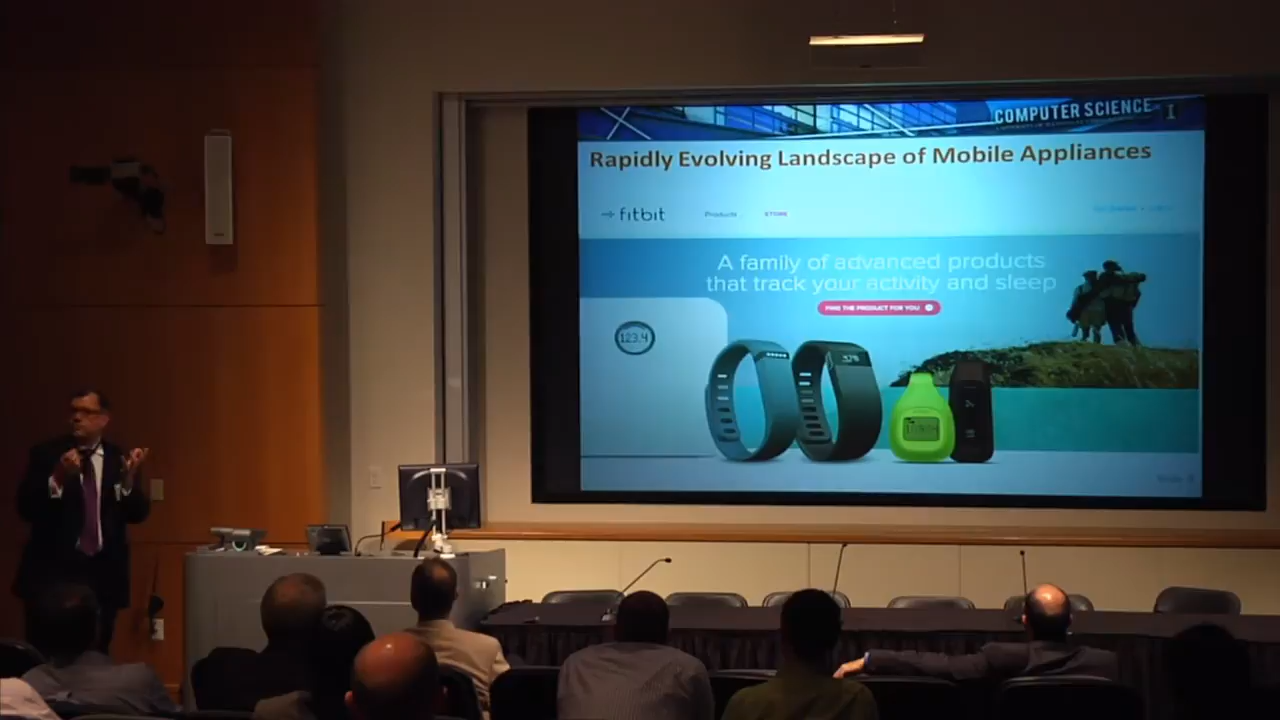 COMPUTER SCIENCE
I
Rapidly Evolving Landscape of Mobile Appliances
fitbit
Products
STORE
A family of advanced products
that track your activity and sleep
FIND THE PRODUCT FOR YOU
123.4